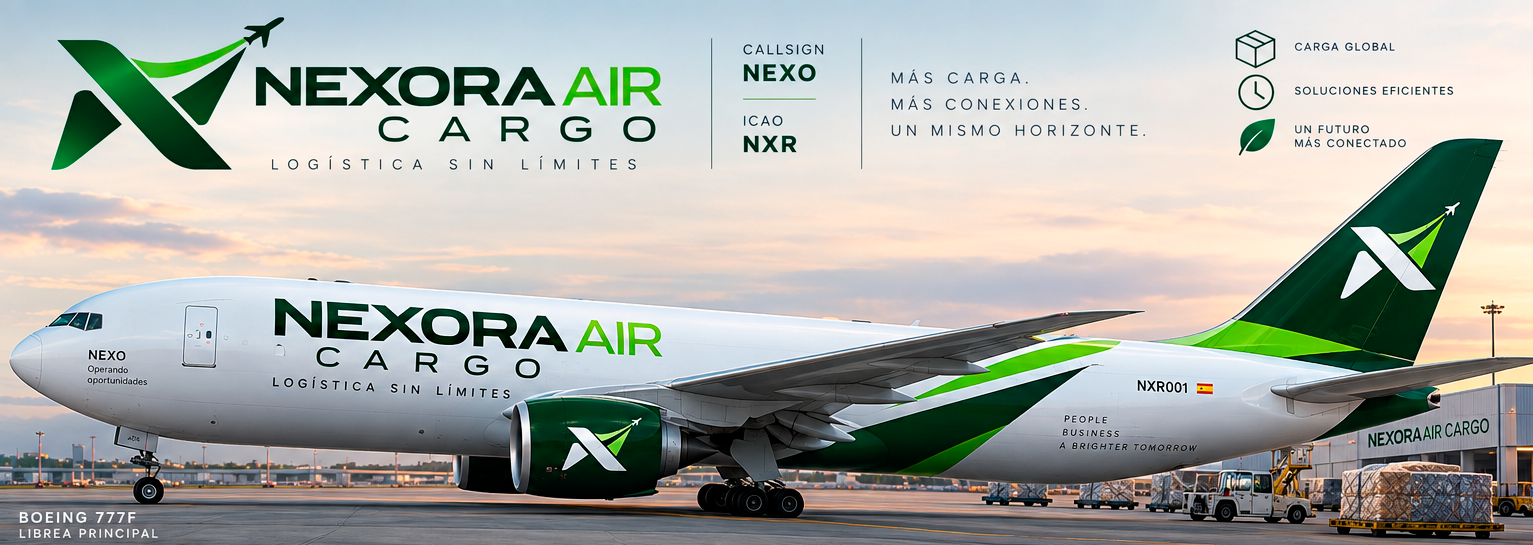 NEXORA AIR
CARGO
LOGÍSTICA SIN LÍMITES
CALLSIGN
NEXO
ICAO
NXR
MÁS CARGA.
MÁS CONEXIONES.
UN MISMO HORIZONTE.
CARGA GLOBAL
SOLUCIONES EFICIENTES
UN FUTURO
MÁS CONECTADO
NEXORA AIR
CARGO
LOGÍSTICA SIN LÍMITES
NEXO
Operando
oportunidades
NXR001
PEOPLE
BUSINESS
A BRIGHTER TOMORROW
NEXORA AIR CARGO
BOEING 777F
LIBREA PRINCIPAL